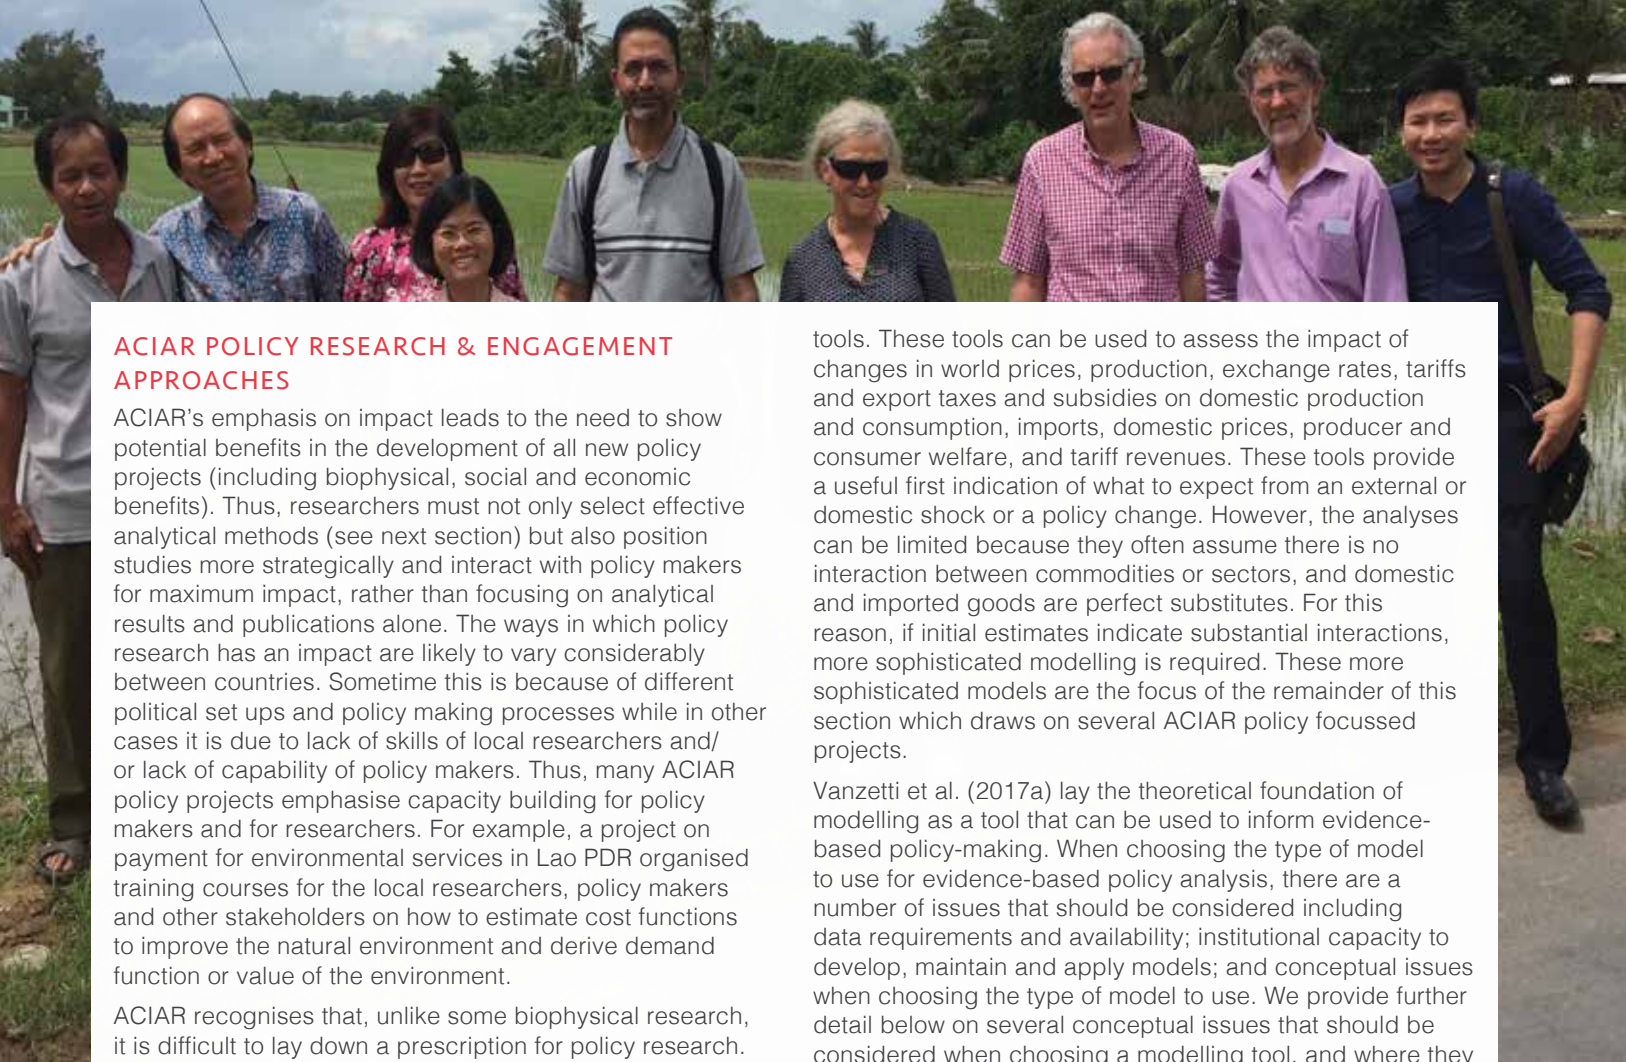 ACIAR POLICY RESEARCH & ENGAGEMENT
APPROACHES
ACIAR’s emphasis on impact leads to the need to show
potential benefits in the development of all new policy
projects (including biophysical, social and economic
benefits). Thus, researchers must not only select effective
analytical methods (see next section) but also position
studies more strategically and interact with policy makers
for maximum impact, rather than focusing on analytical
results and publications alone. The ways in which policy
research has an impact are likely to vary considerably
between countries. Sometime this is because of different
political set ups and policy making processes while in other
cases it is due to lack of skills of local researchers and/
or lack of capability of policy makers. Thus, many ACIAR
policy projects emphasise capacity building for policy
makers and for researchers. For example, a project on
payment for environmental services in Lao PDR organised
training courses for the local researchers, policy makers
and other stakeholders on how to estimate cost functions
to improve the natural environment and derive demand
function or value of the environment.
ACIAR recognises that, unlike some biophysical research,
it is difficult to lay down a prescription for policy research.
tools. These tools can be used to assess the impact of
changes in world prices, production, exchange rates, tariffs
and export taxes and subsidies on domestic production
and consumption, imports, domestic prices, producer and
consumer welfare, and tariff revenues. These tools provide
a useful first indication of what to expect from an external or
domestic shock or a policy change. However, the analyses
can be limited because they often assume there is no
interaction between commodities or sectors, and domestic
and imported goods are perfect substitutes. For this
reason, if initial estimates indicate substantial interactions,
more sophisticated modelling is required. These more
sophisticated models are the focus of the remainder of this
section which draws on several ACIAR policy focussed
projects.
Vanzetti et al. (2017a) lay the theoretical foundation of
modelling as a tool that can be used to inform evidence-
based policy-making. When choosing the type of model
to use for evidence-based policy analysis, there are a
number of issues that should be considered including
data requirements and availability; institutional capacity to
develop, maintain and apply models; and conceptual issues
when choosing the type of model to use. We provide further
detail below on several conceptual issues that should be
considered when choosing a modelling tool, and where they